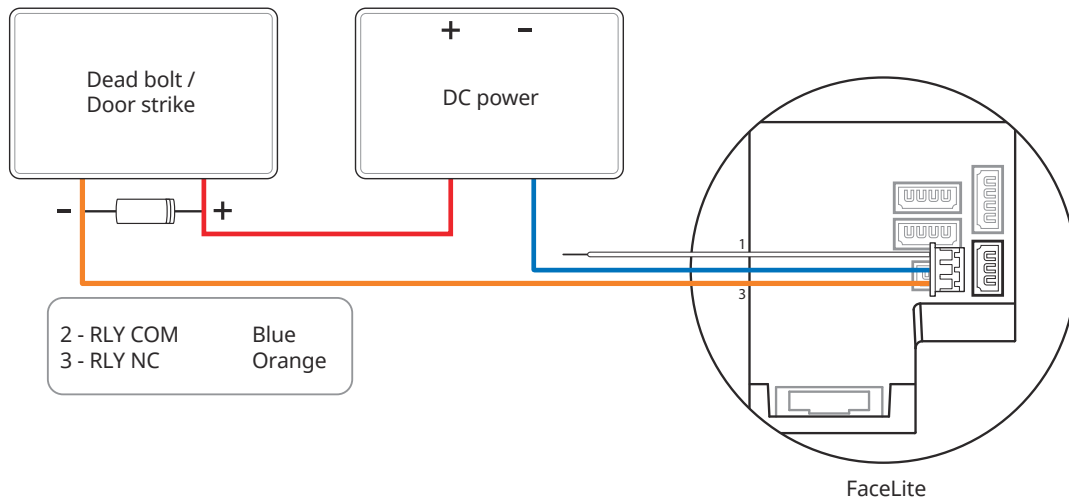 Dead bolt /
Door strike
+ -
DC power
- +
1
3
2 - RLY COM Blue
3 - RLY NC Orange
FaceLite